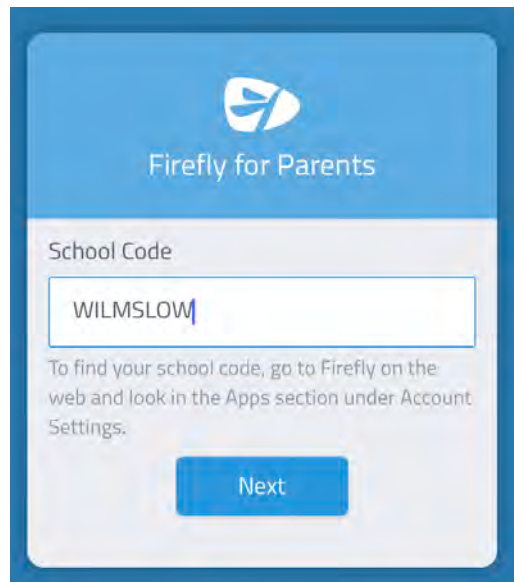 Firefly for Parents
School Code
WILMSLOW
To find your school code, go to Firefly on the
web and look in the Apps section under Account
Settings.
Next